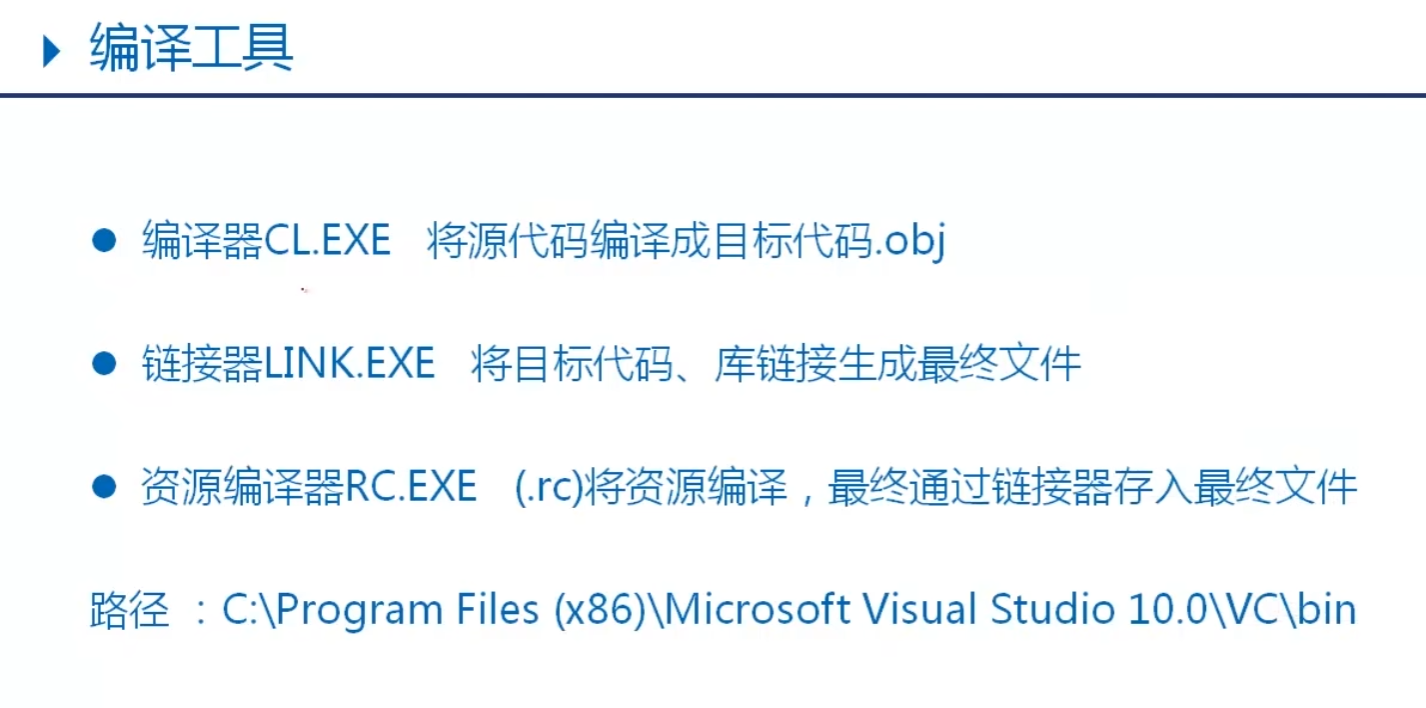 编译工具
编译器CL.EXE 将源代码编译成目标代码.obj
链接器LINK.EXE 将目标代码、库链接生成最终文件
资源编译器RC.EXE (.rc)将资源编译，最终通过链接器存入最终文件
路径 ：C:\Program Files (x86)\Microsoft Visual Studio 10.0\VC\bin